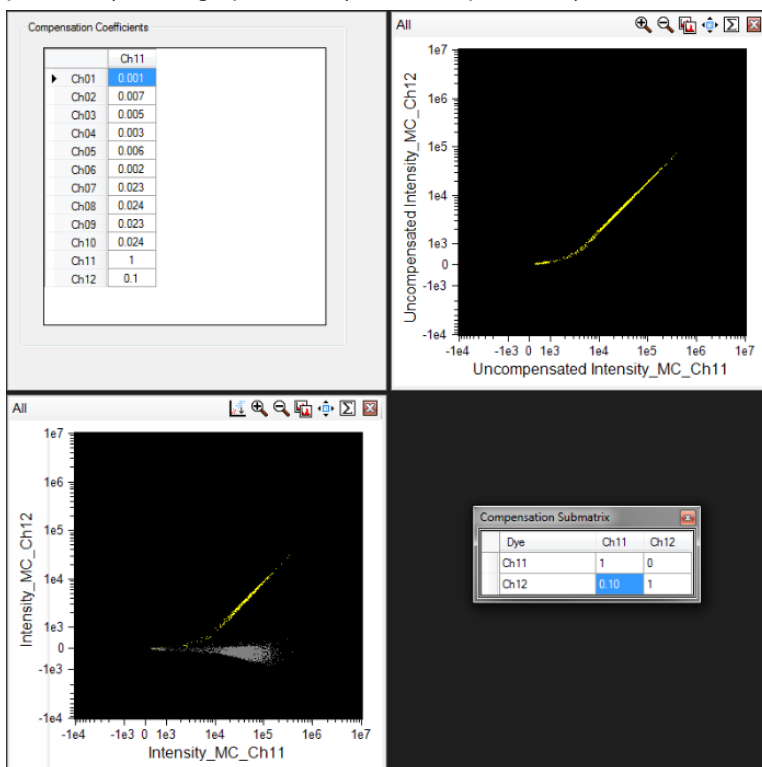 Compensation Coefficients
Ch11
Ch01 0.001
Ch02 0.007
Ch03 0.005
Ch04 0.003
Ch05 0.006
Ch06 0.002
Ch07 0.023
Ch08 0.024
Ch09 0.023
Ch10 0.024
Ch11 1
Ch12 0.1
All
1e7
1e6
1e5
1e4
1e3
0
-1e3
-1e4
Uncompensated Intensity_MC_Ch12
-1e4 -1e3 0 1e3 1e4 1e5 1e6 1e7
Uncompensated Intensity_MC_Ch11
All
1e7
1e6
1e5
1e4
1e3
0
-1e3
-1e4
Intensity_MC_Ch12
-1e4 -1e3 0 1e3 1e4 1e5 1e6 1e7
Intensity_MC_Ch11
Compensation Submatrix
Dye Ch11 Ch12
Ch11 1 0
Ch12 0.10 1